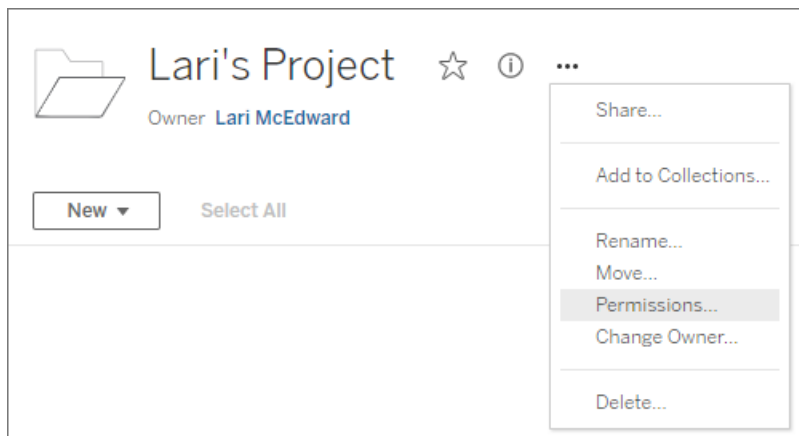 Lari's Project
Owner Lari McEdward
New
Select All
Share...
Add to Collections...
Rename...
Move...
Permissions...
Change Owner...
Delete...